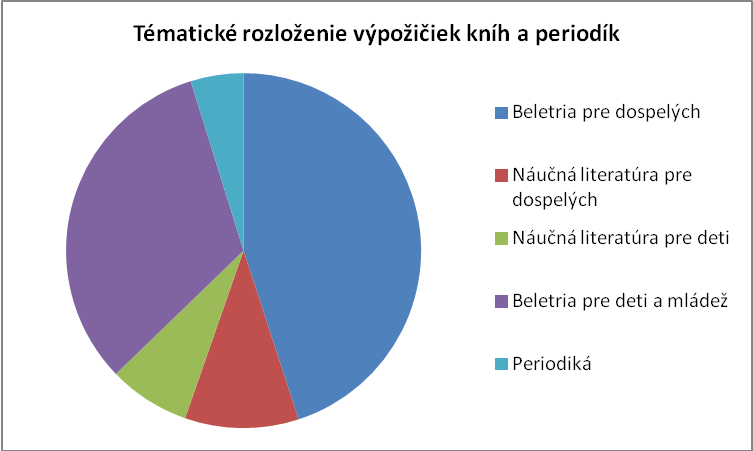 Tématické rozloženie výpožičiek kníh a periodík
Beletria pre dospelých
Náučná literatúra pre
dospelých
Náučná literatúra pre deti
Beletria pre deti a mládež
Periodiká